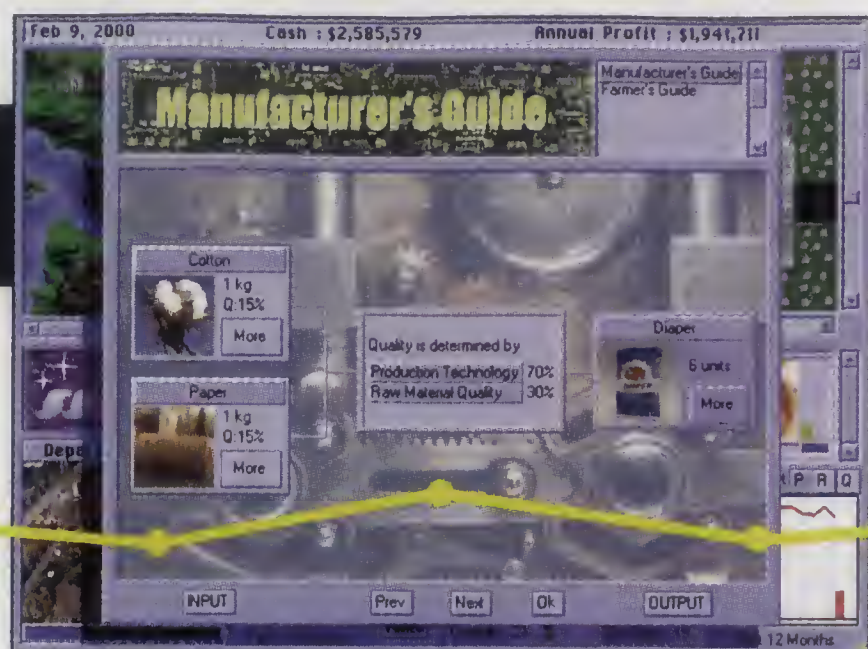 Feb 9, 2000 Cash : $2,585,579 Annual Profit : $1,941,711
Manufacturer's Guide
Manufacturer's Guide
Farmer's Guide
Cotton
1 kg
Q:15%
More
Quality is determined by
Production Technology 70%
Raw Material Quality 30%
Diaper
6 units
More
Paper
1 kg
Q:15%
More
Depa
P R Q
INPUT Prev Next Ok OUTPUT
12 Months